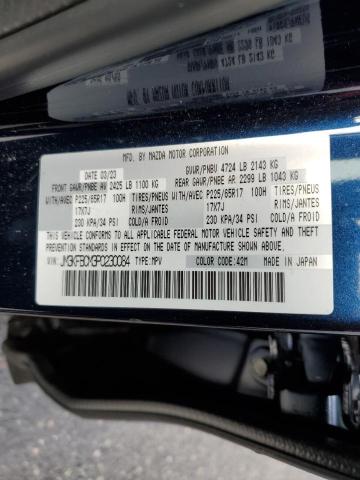 MFD. BY MAZDA MOTOR CORPORATION
DATE 03/23 GVWR/PNBV 4724 LB 2143 KG
FRONT GAWR/PNBE AV 2425 LB 1100 KG REAR GAWR/PNBE AR 2299 LB 1043 KG
WITH/AVEC P225/65R17 100H TIRES/PNEUS WITH/AVEC P225/65R17 100H TIRES/PNEUS
17X7J RIMS/JANTES 17X7J RIMS/JANTES
230 KPA/34 PSI COLD/A FROID 230 KPA/34 PSI COLD/A FROID
THIS VEHICLE CONFORMS TO ALL APPLICABLE FEDERAL MOTOR VEHICLE SAFETY, BUMPER, AND THEFT
PREVENTION STANDARDS IN EFFECT ON THE DATE OF MANUFACTURE SHOWN ABOVE.
VIN: JM3KFBCM3P0230084 TYPE:MPV COLOR: 42M MADE IN JAPAN